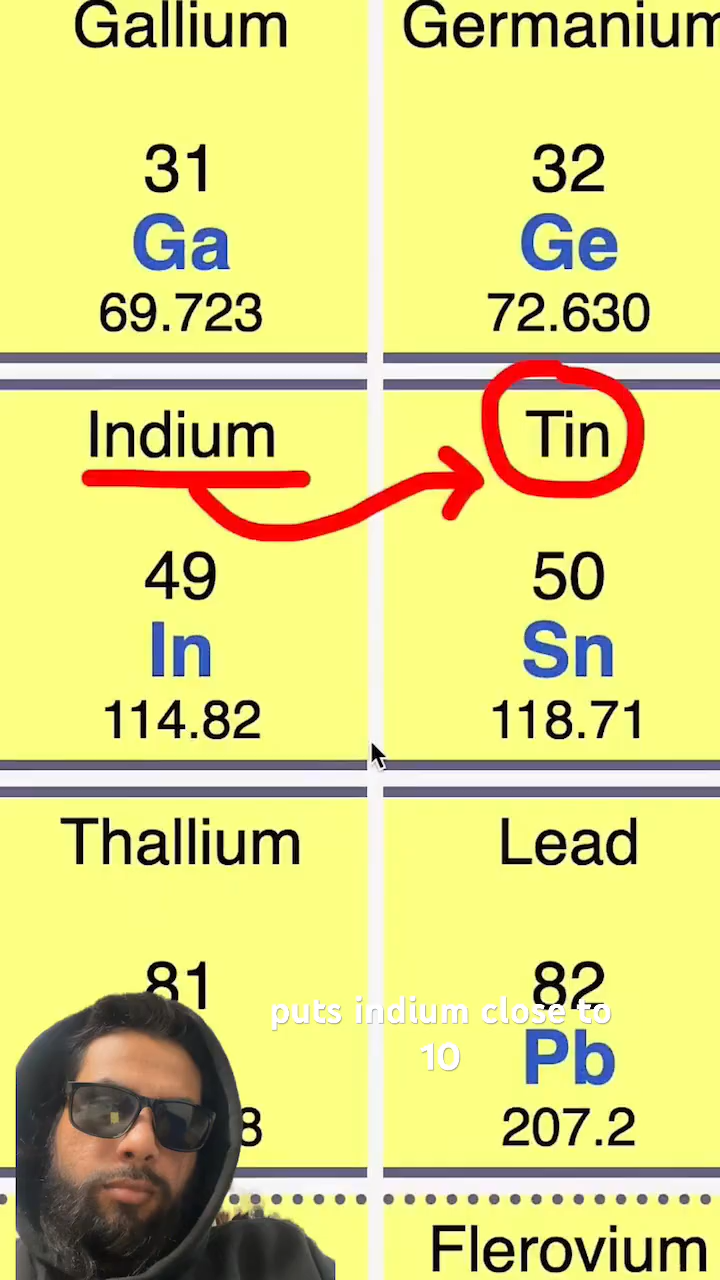 Gallium
Germanium
31
32
Ga
Ge
69.723
72.630
Indium
Tin
49
50
In
Sn
114.82
118.71
Thallium
Lead
81
82
puts indium close to
10
Pb
8
207.2
Flerovium